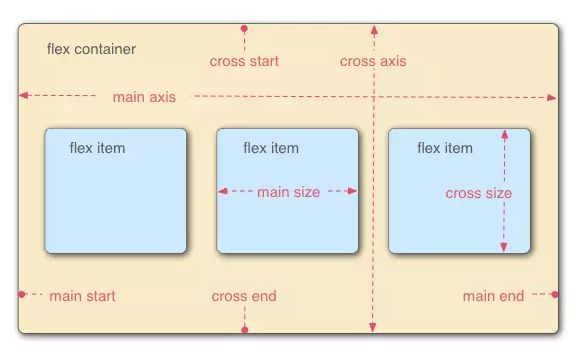 flex container
cross start
cross axis
main axis
flex item
flex item
flex item
main size
cross size
main start
cross end
main end